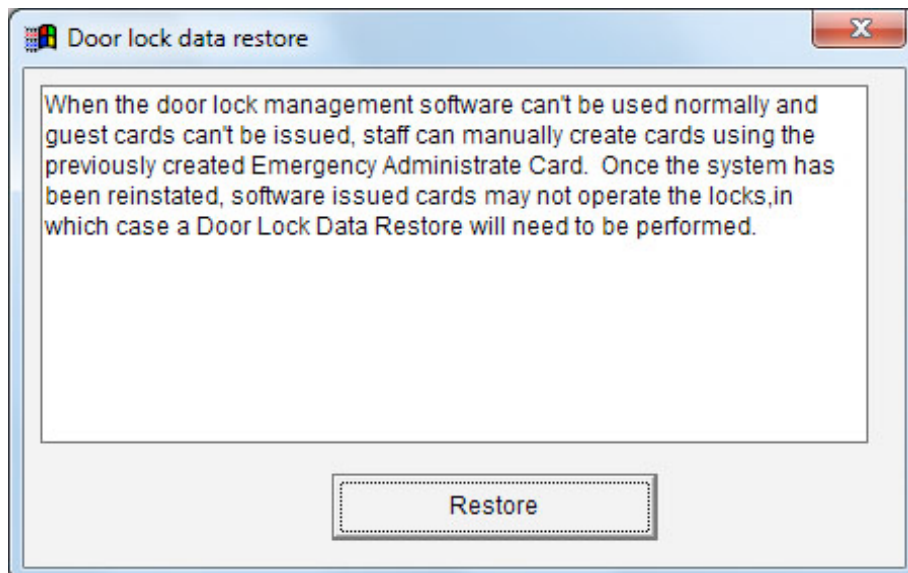 Door lock data restore
When the door lock management software can't be used normally and
guest cards can't be issued, staff can manually create cards using the
previously created Emergency Administrate Card.  Once the system has
been reinstated, software issued cards may not operate the locks,in
which case a Door Lock Data Restore will need to be performed.
Restore